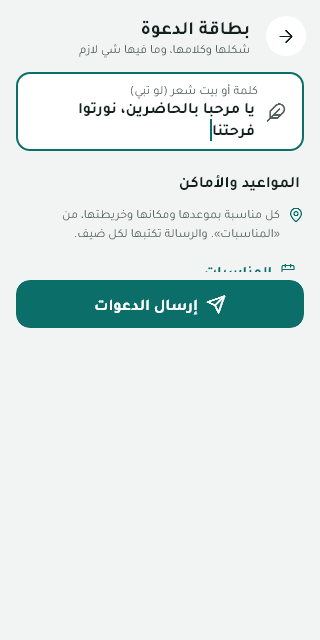 بطاقة الدعوة
شكلها وكلامها، وما فيها شي لازم
كلمة أو بيت شعر (لو تبي)
يا مرحبا بالحاضرين، نورتوا
فرحتنا
المواعيد والأماكن
كل مناسبة بموعدها ومكانها وخريطتها، من
«المناسبات». والرسالة تكتبها لكل ضيف.
المناسبات
إرسال الدعوات